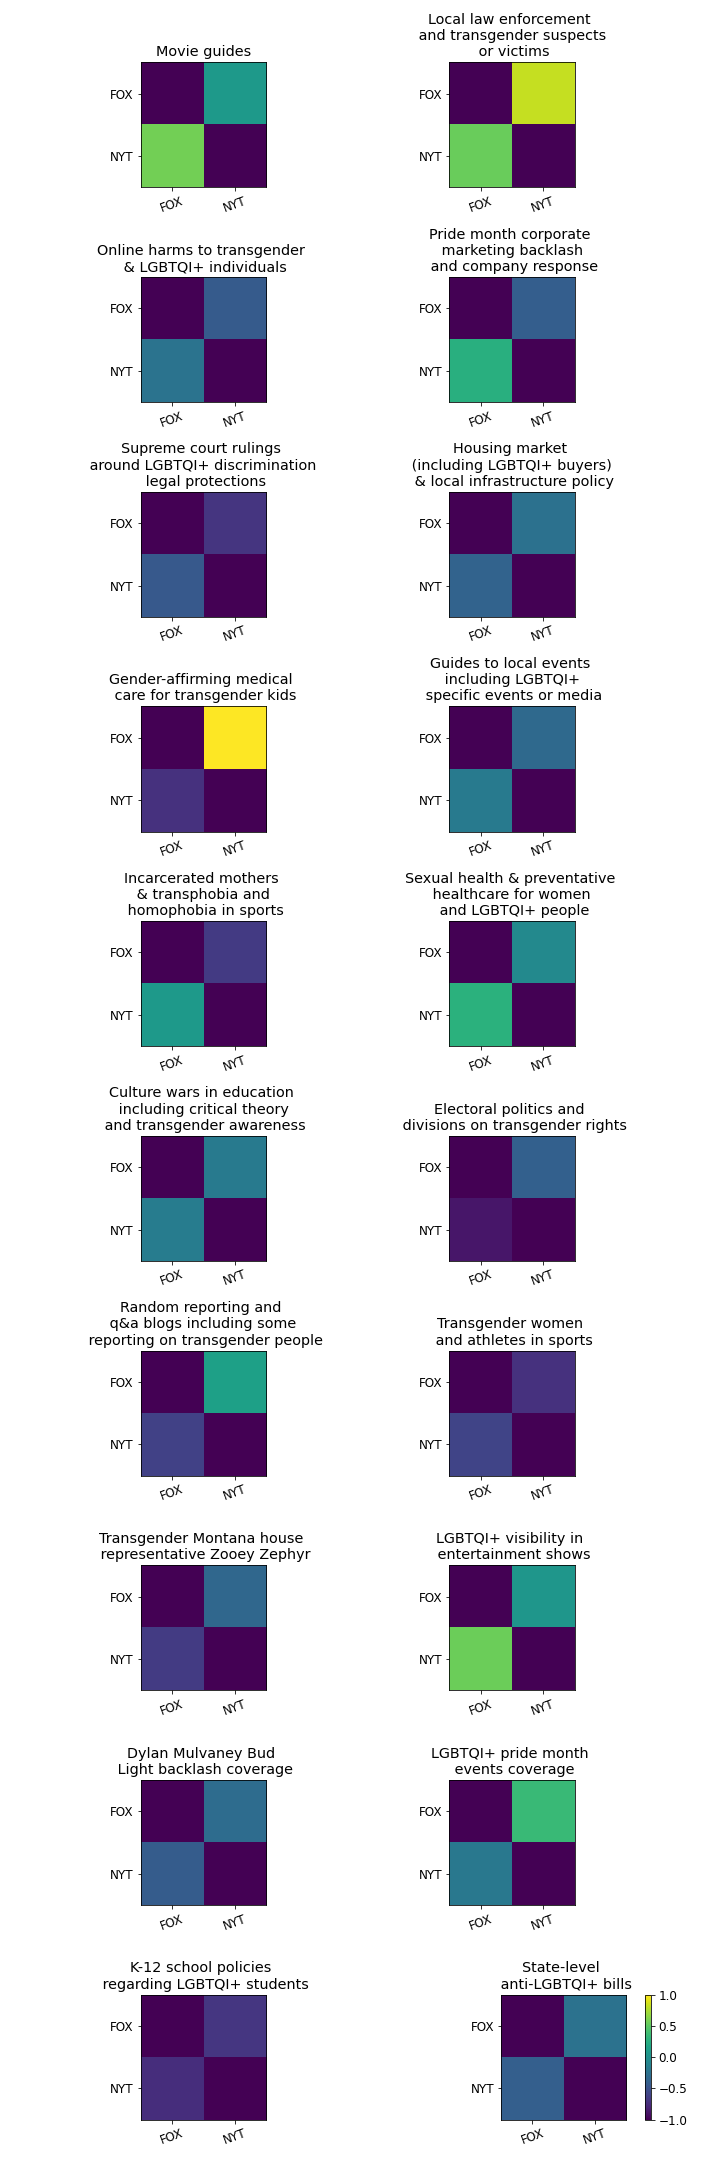 Movie guides
FOX
NYT
FOX NYT
Local law enforcement
and transgender suspects
or victims
FOX
NYT
FOX NYT
Online harms to transgender
& LGBTQI+ individuals
FOX
NYT
FOX NYT
Pride month corporate
marketing backlash
and company response
FOX
NYT
FOX NYT
Supreme court rulings
around LGBTQI+ discrimination
legal protections
FOX
NYT
FOX NYT
Housing market
(including LGBTQI+ buyers)
& local infrastructure policy
FOX
NYT
FOX NYT
Gender-affirming medical
care for transgender kids
FOX
NYT
FOX NYT
Guides to local events
including LGBTQI+
specific events or media
FOX
NYT
FOX NYT
Incarcerated mothers
& transphobia and
homophobia in sports
FOX
NYT
FOX NYT
Sexual health & preventative
healthcare for women
and LGBTQI+ people
FOX
NYT
FOX NYT
Culture wars in education
including critical theory
and transgender awareness
FOX
NYT
FOX NYT
Electoral politics and
divisions on transgender rights
FOX
NYT
FOX NYT
Random reporting and
q&a blogs including some
reporting on transgender people
FOX
NYT
FOX NYT
Transgender women
and athletes in sports
FOX
NYT
FOX NYT
Transgender Montana house
representative Zooey Zephyr
FOX
NYT
FOX NYT
LGBTQI+ visibility in
entertainment shows
FOX
NYT
FOX NYT
Dylan Mulvaney Bud
Light backlash coverage
FOX
NYT
FOX NYT
LGBTQI+ pride month
events coverage
FOX
NYT
FOX NYT
K-12 school policies
regarding LGBTQI+ students
FOX
NYT
FOX NYT
State-level
anti-LGBTQI+ bills
FOX
NYT
FOX NYT
1.0
0.5
0.0
−0.5
−1.0